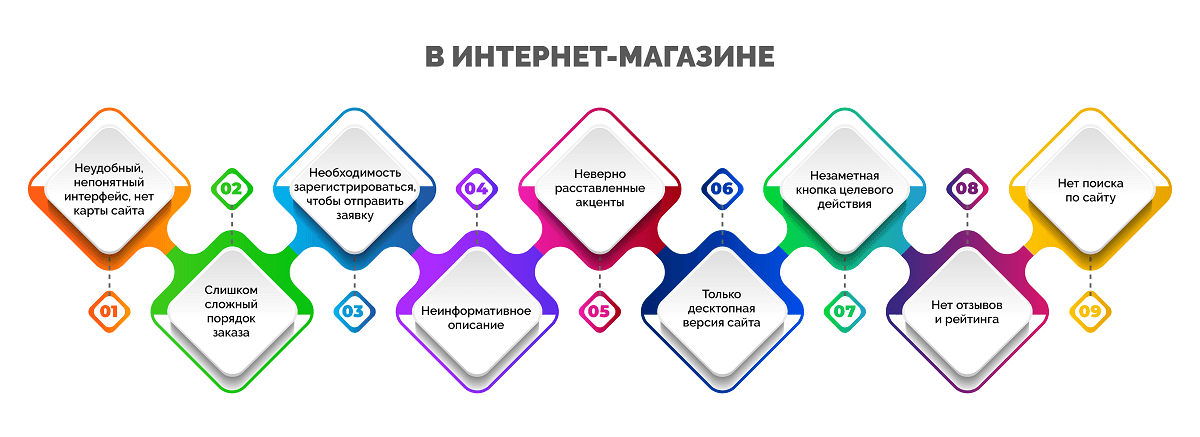 В ИНТЕРНЕТ-МАГАЗИНЕ
Неудобный,
непонятный
интерфейс, нет
карты сайта
01
02
Слишком
сложный
порядок
заказа
Необходимость
зарегистрироваться,
чтобы отправить
заявку
03
04
Неинформативное
описание
Неверно
расставленные
акценты
05
06
Только
десктопная
версия сайта
Незаметная
кнопка целевого
действия
07
08
Нет отзывов
и рейтинга
Нет поиска
по сайту
09